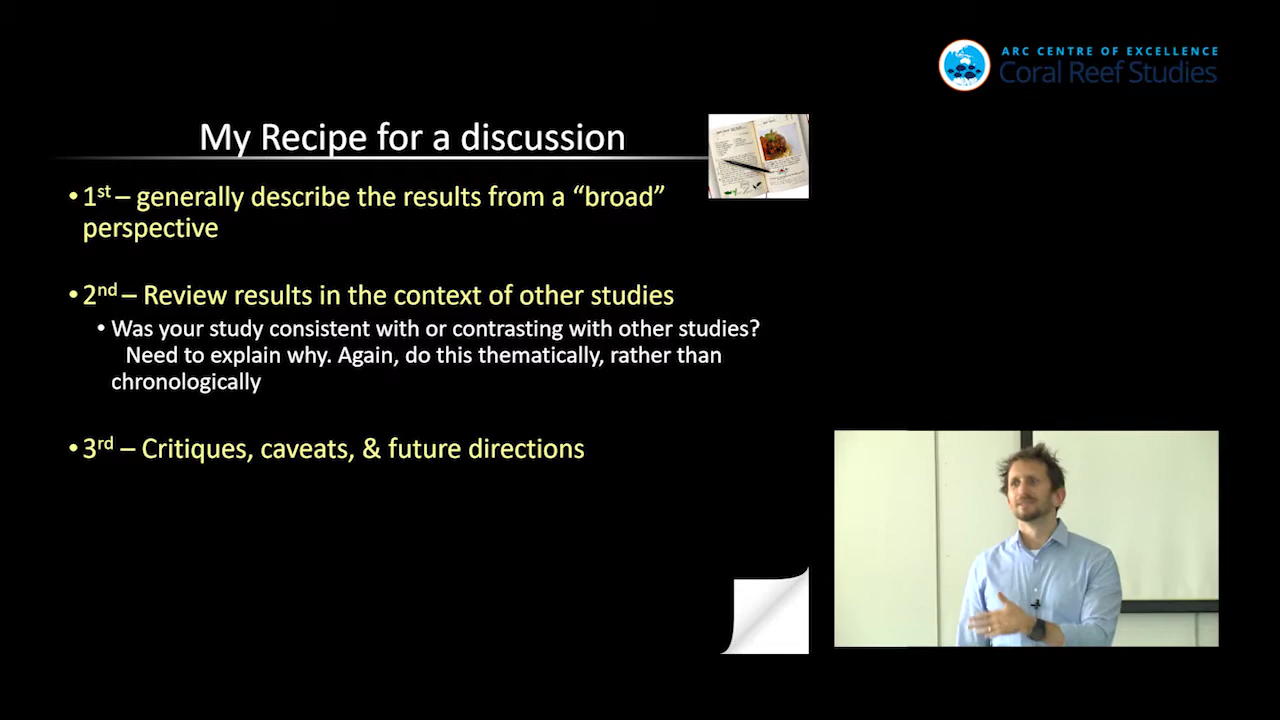 ARC CENTRE OF EXCELLENCE
Coral Reef Studies
My Recipe for a discussion
• 1st – generally describe the results from a “broad”
perspective
• 2nd – Review results in the context of other studies
• Was your study consistent with or contrasting with other studies?
Need to explain why. Again, do this thematically, rather than
chronologically
• 3rd – Critiques, caveats, & future directions